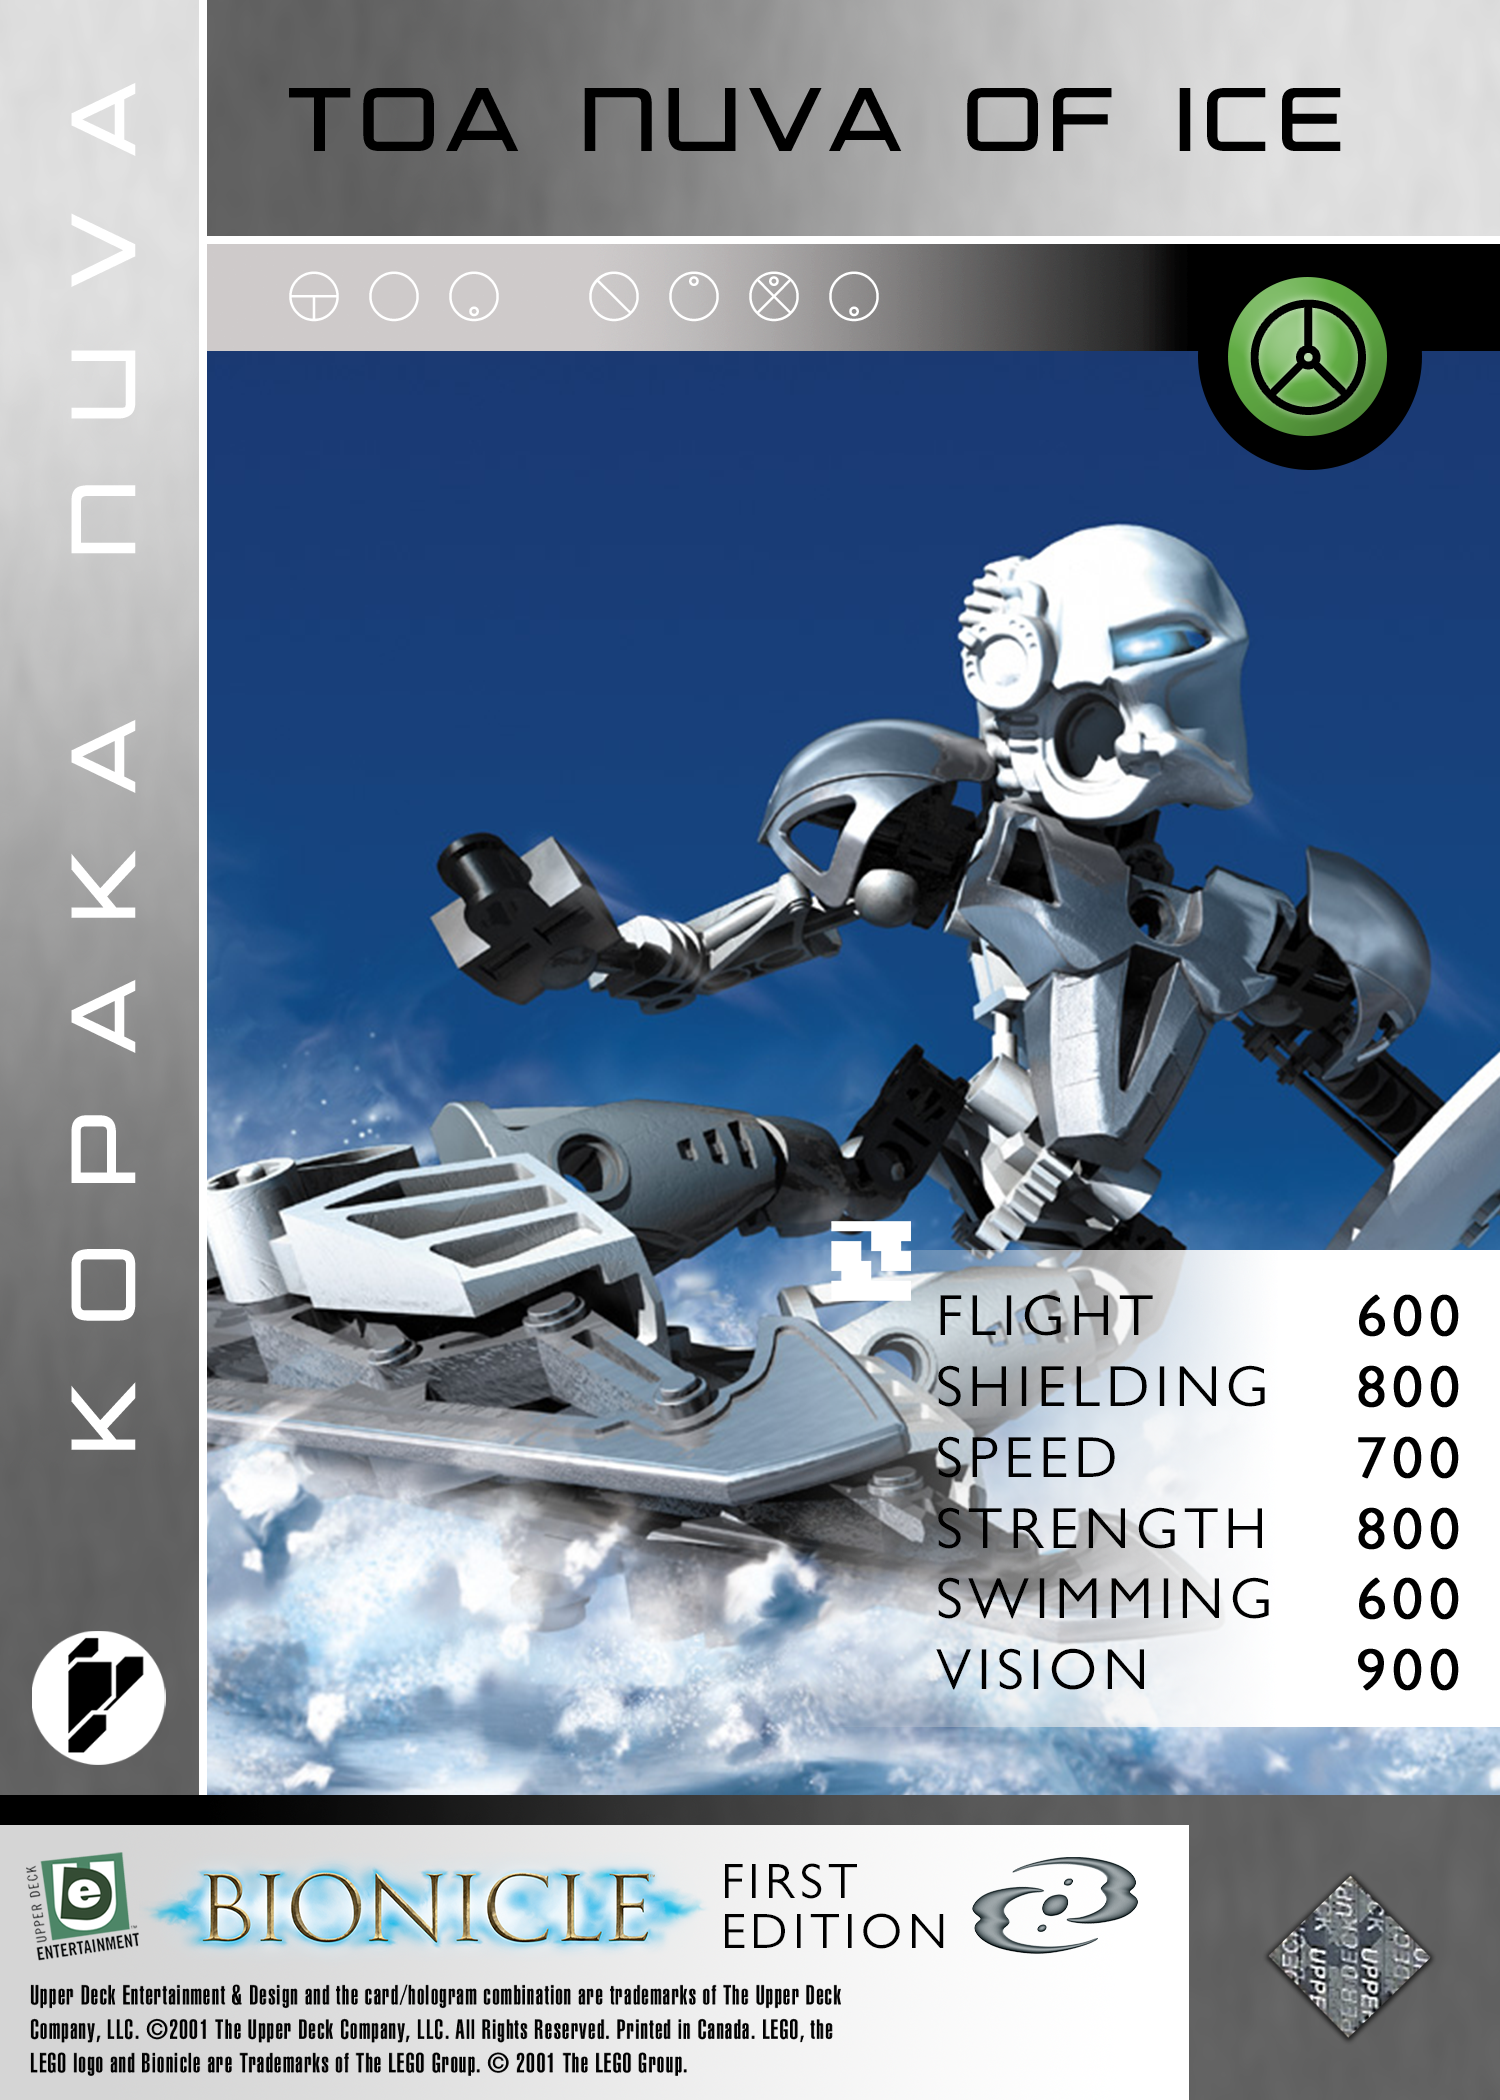 TOA NUVA OF ICE
KOPAKA NUVA
FLIGHT 600
SHIELDING 800
SPEED 700
STRENGTH 800
SWIMMING 600
VISION 900
UPPER DECK
e
ENTERTAINMENT
BIONICLE
FIRST
EDITION
Upper Deck Entertainment & Design and the card/hologram combination are trademarks of The Upper Deck
Company, LLC. ©2001 The Upper Deck Company, LLC. All Rights Reserved. Printed in Canada. LEGO, the
LEGO logo and Bionicle are Trademarks of The LEGO Group. © 2001 The LEGO Group.